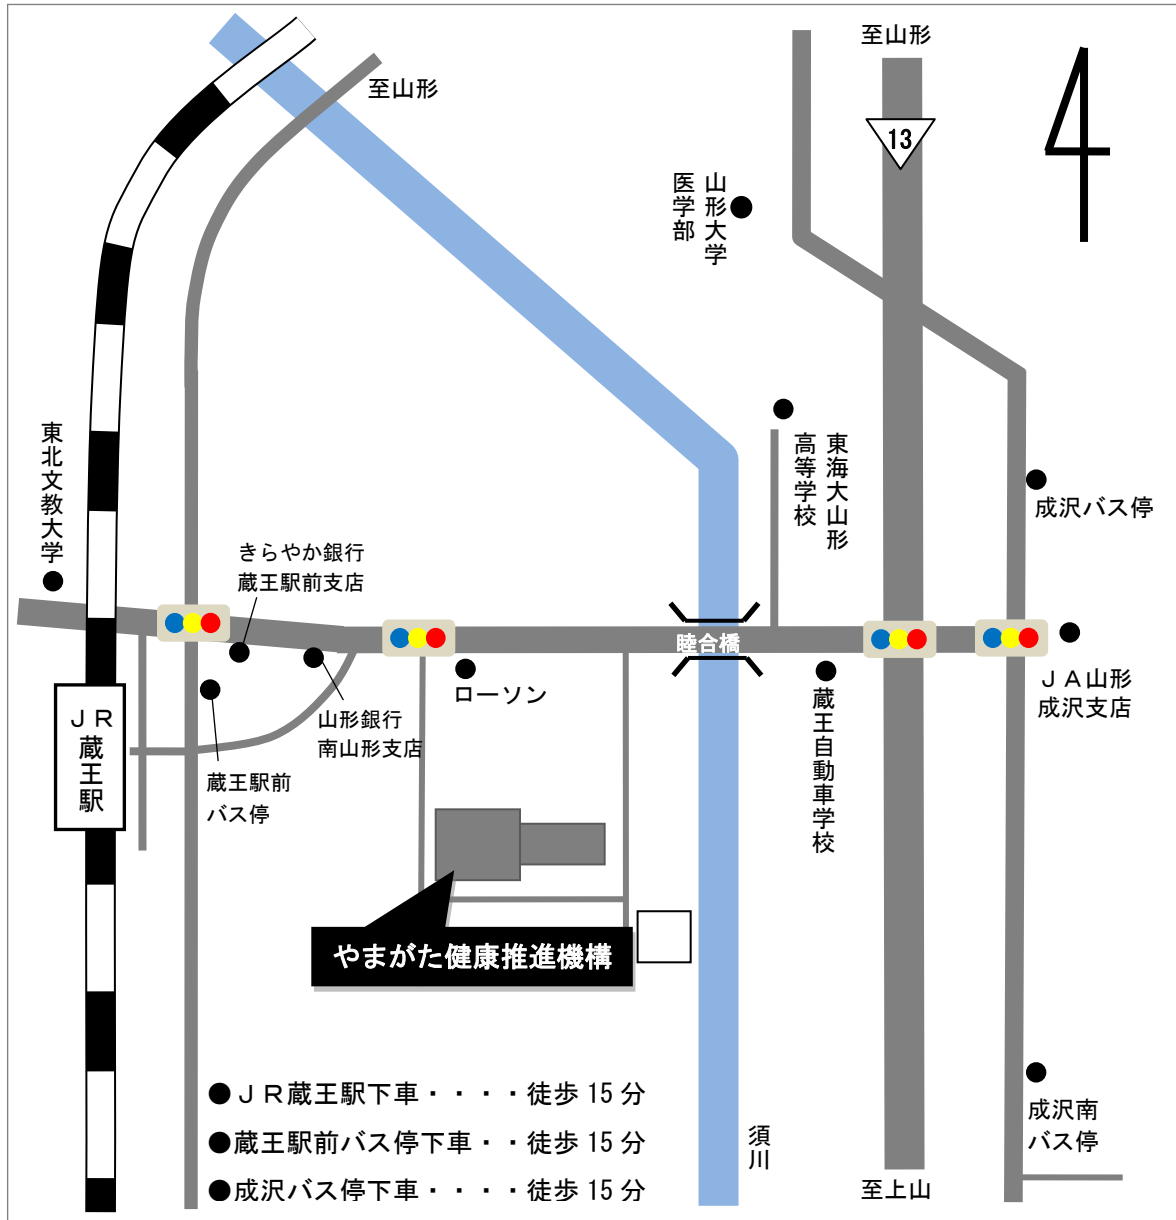 至山形
至山形
13
山形大学
医学部
東北文教大学
東海大山形
高等学校
成沢バス停
きらやか銀行
蔵王駅前支店
睦合橋
ローソン
ＪＡ山形
成沢支店
ＪＲ
蔵王駅
山形銀行
南山形支店
蔵王自動車学校
蔵王駅前
バス停
やまがた健康推進機構
●ＪＲ蔵王駅下車・・・・徒歩 15 分
●蔵王駅前バス停下車・・徒歩 15 分
●成沢バス停下車・・・・徒歩 15 分
須川
成沢南
バス停
至上山